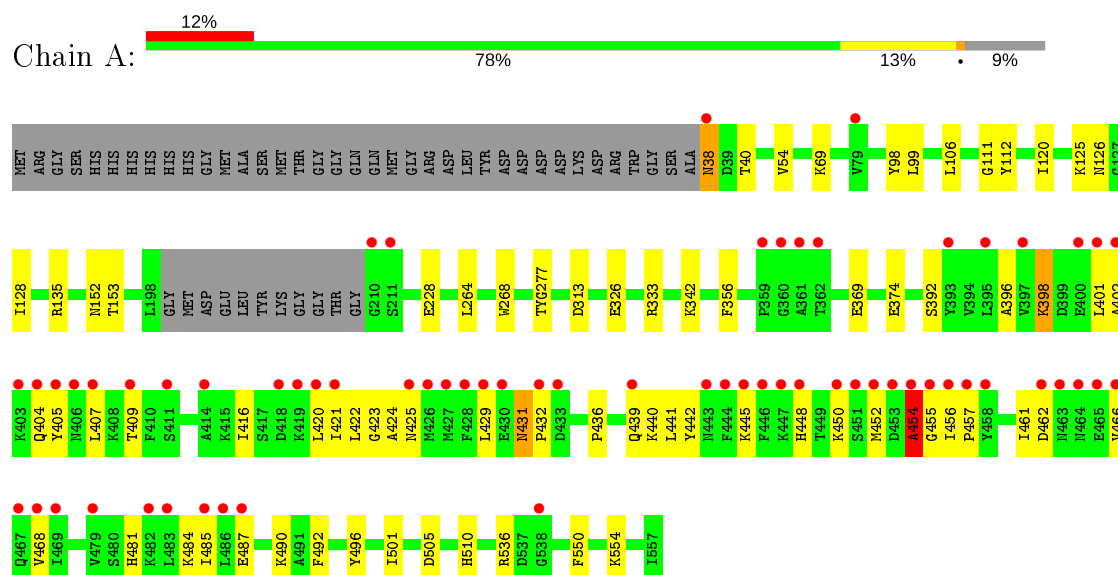 12%
Chain A:
78% 13% • 9%
MET ARG GLY SER HIS HIS HIS HIS HIS HIS GLY MET ALA SER MET THR GLY GLY GLN GLN MET GLY ARG ASP LEU TYR ASP ASP ASP ASP LYS ASP ARG TRP GLY SER ALA N38 D39 T40 V54 K69 V79 Y98 L99 L106 G111 Y112 I120 K125 N126 G127
I128 R135 N152 T153 L198 GLY MET ASP GLU LEU TYR LYS GLY GLY THR GLY G210 S211 E228 L264 W268 TYG277 D313 E326 R333 K342 F356 P359 G360 A361 T362 E369 E374 S392 Y393 V394 L395 A396 V397 K398 D399 E400 L401 A402
K403 Q404 Y405 N406 L407 K408 T409 F410 S411 A414 K415 I416 S417 D418 K419 L420 I421 L422 G423 A424 N425 M426 M427 F428 L429 E430 N431 P432 D433 P436 Q439 K440 L441 Y442 N443 F444 K445 F446 K447 H448 T449 K450 S451 M452 D453 A454 G455 I456 P457 Y458 I461 D462 N463 N464 E465 V466
Q467 V468 I469 V479 S480 H481 K482 L483 K484 I485 L486 E487 K490 A491 F492 Y496 I501 D505 H510 R536 D537 G538 F550 K554 I557